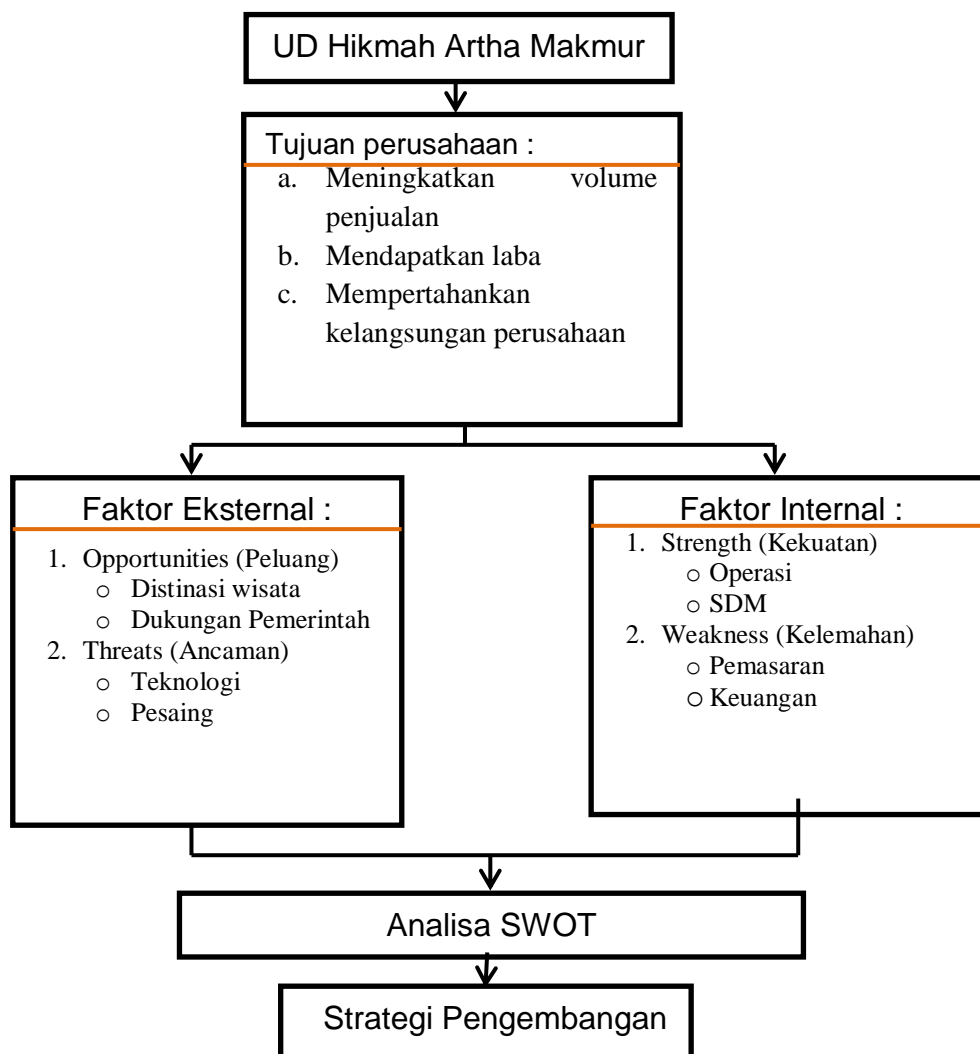 UD Hikmah Artha Makmur
Tujuan perusahaan :
a. Meningkatkan volume
penjualan
b. Mendapatkan laba
c. Mempertahankan
kelangsungan perusahaan
Faktor Eksternal :
1. Opportunities (Peluang)
o Distinasi wisata
o Dukungan Pemerintah
2. Threats (Ancaman)
o Teknologi
o Pesaing
Faktor Internal :
1. Strength (Kekuatan)
o Operasi
o SDM
2. Weakness (Kelemahan)
o Pemasaran
o Keuangan
Analisa SWOT
Strategi Pengembangan